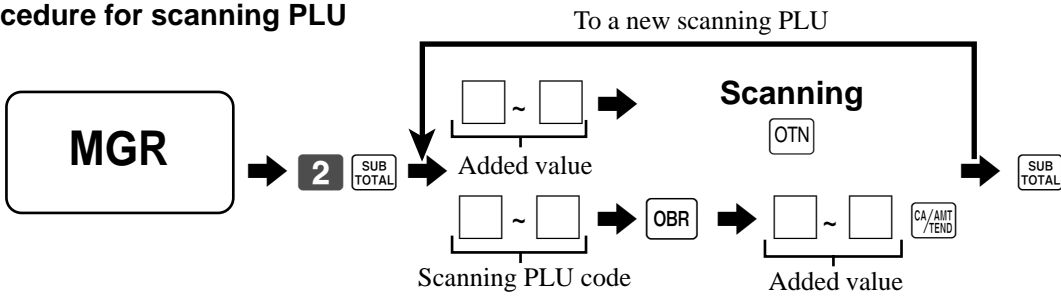 cedure for scanning PLU
To a new scanning PLU
MGR
2 SUB TOTAL
~
Scanning
OTN
Added value
SUB TOTAL
~
OBR
~
CA/AMT /TEND
Scanning PLU code
Added value